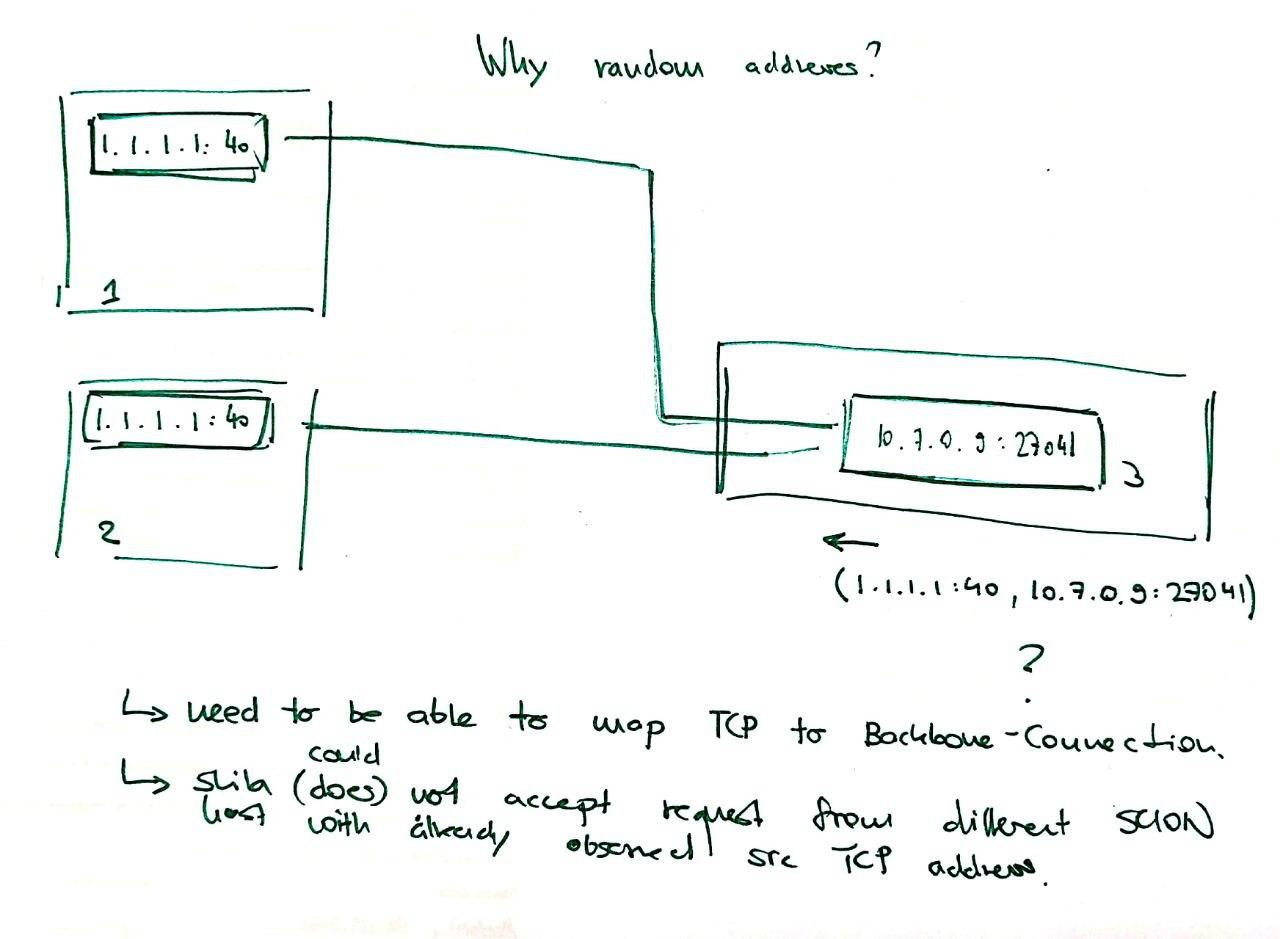 Why random addresses?
1.1.1.1:40
1
1.1.1.1:40
2
10.7.0.9:27041
3
←
(1.1.1.1:40, 10.7.0.9:27041)
?
↳ need to be able to map TCP to Backbone-Connection.
could
↳ (does) not accept request from different SCION
host with already observed src TCP address.